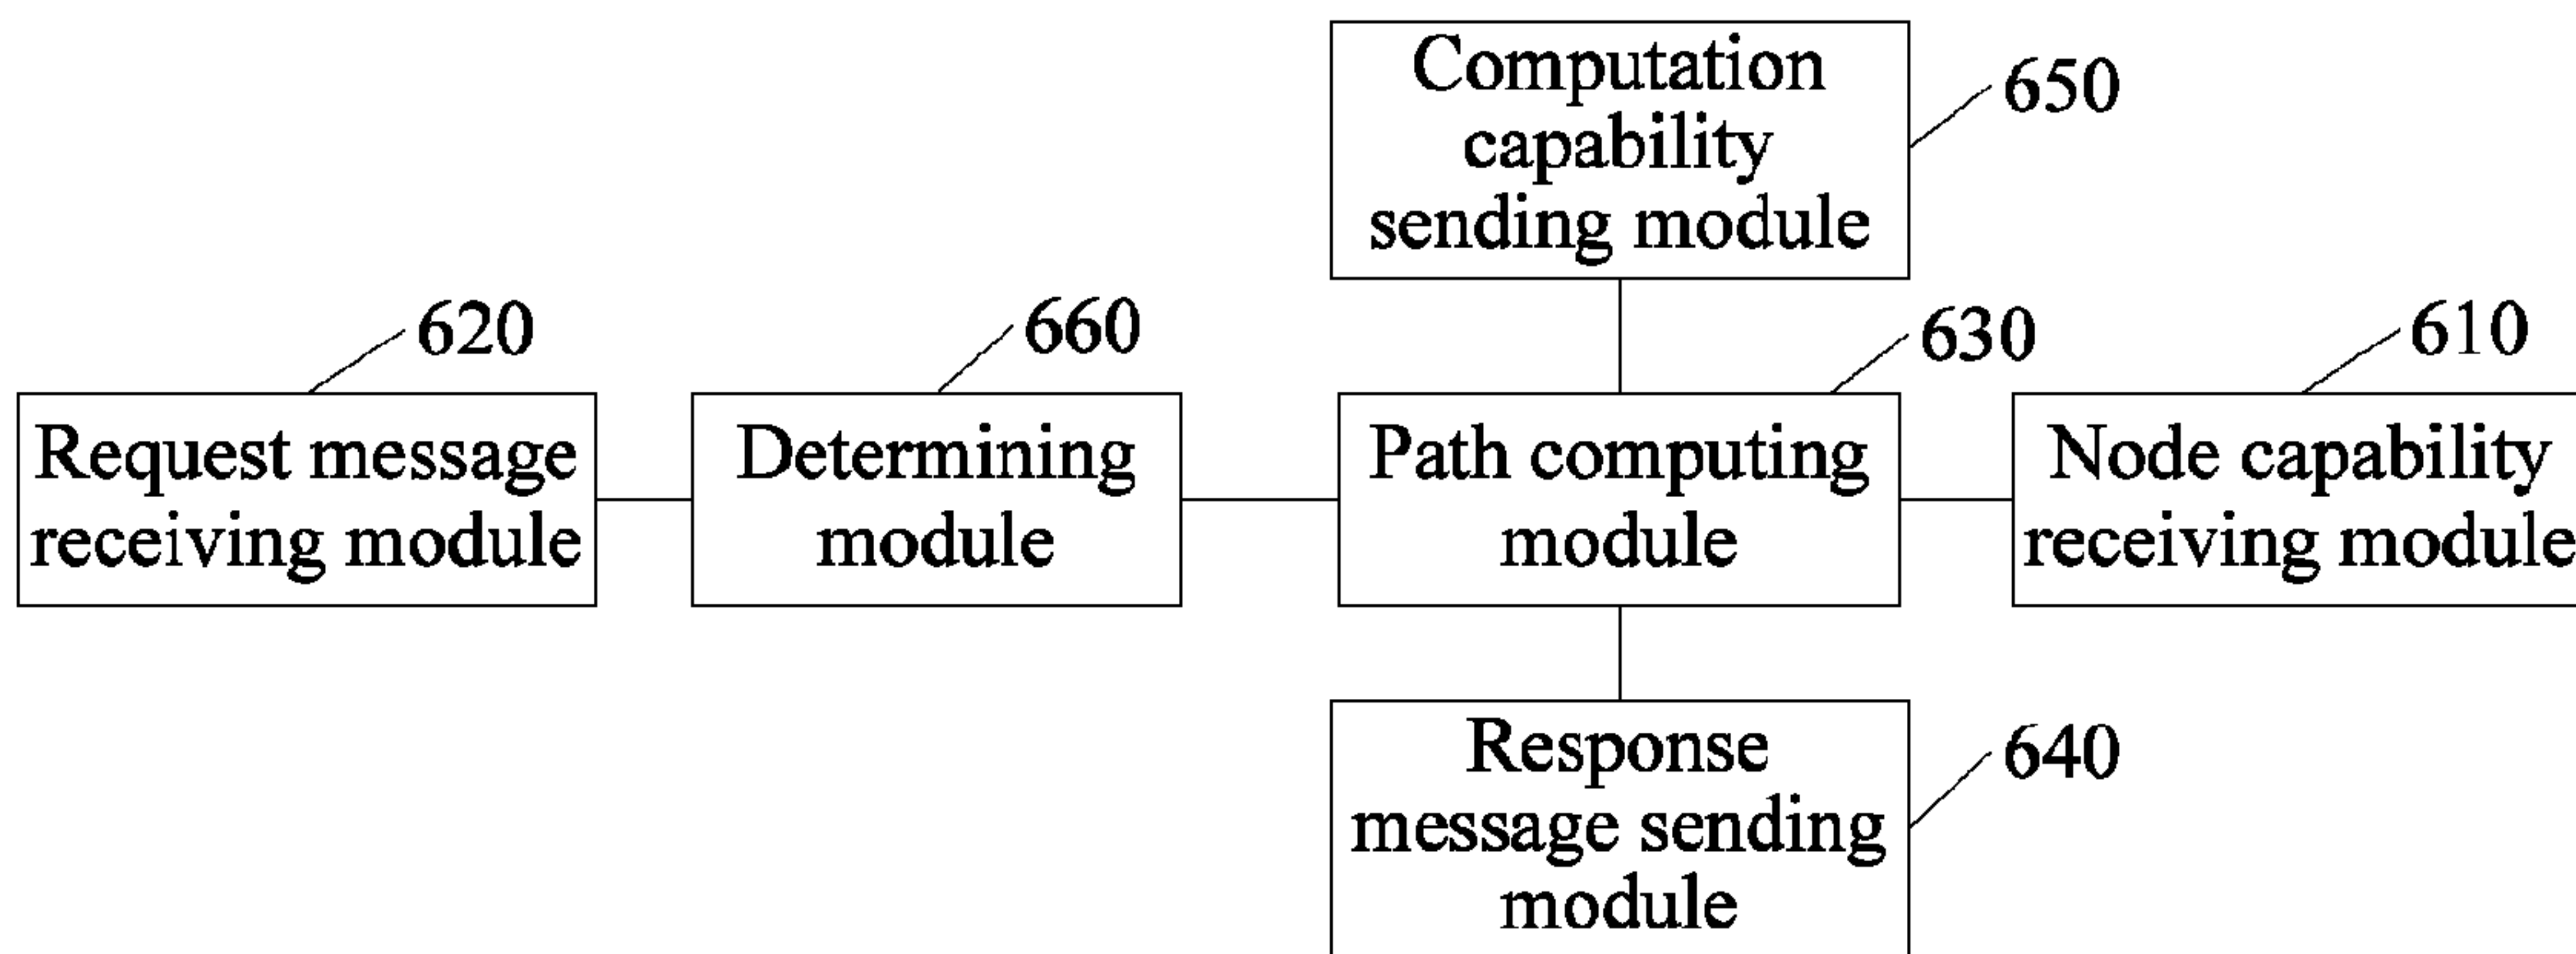 Computation
capability
sending module
650
620
660
630
610
Request message
receiving module
Determining
module
Path computing
module
Node capability
receiving module
Response
message sending
module
640